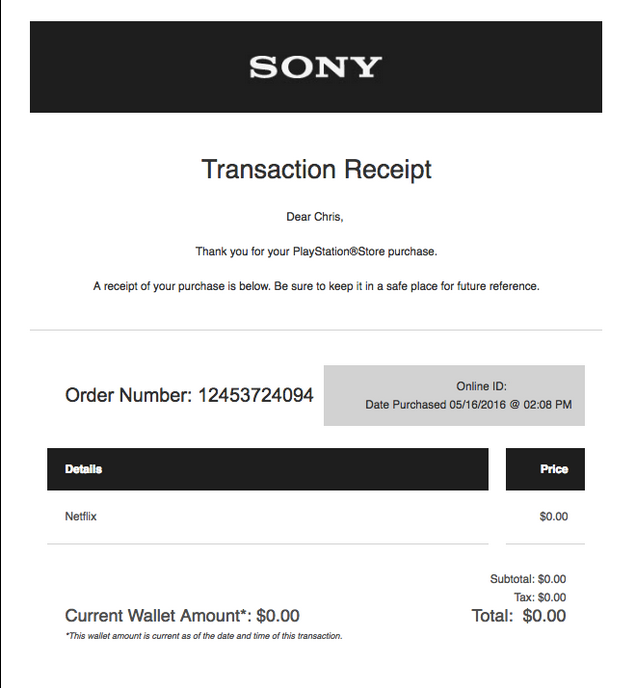 SONY
Transaction Receipt
Dear Chris,
Thank you for your PlayStation®Store purchase.
A receipt of your purchase is below. Be sure to keep it in a safe place for future reference.
Order Number: 12453724094
Online ID:
Date Purchased 05/16/2016 @ 02:08 PM
Details Price
Netflix $0.00
Subtotal: $0.00
Tax: $0.00
Current Wallet Amount*: $0.00 Total: $0.00
*This wallet amount is current as of the date and time of this transaction.